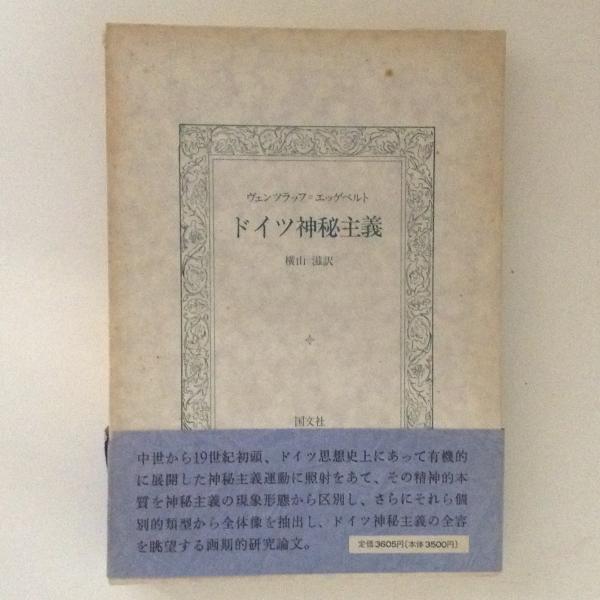 ヴェンツラッフ=エッゲベルト
ドイツ神秘主義
横山 滋訳
国文社
中世から19世紀初頭、ドイツ思想史上にあって有機的
に展開した神秘主義運動に照射をあて、その精神的本
質を神秘主義の現象形態から区別し、さらにそれら個
別的類型から全体像を抽出し、ドイツ神秘主義の全容
を眺望する画期的研究論文。
定価3605円(本体3500円)